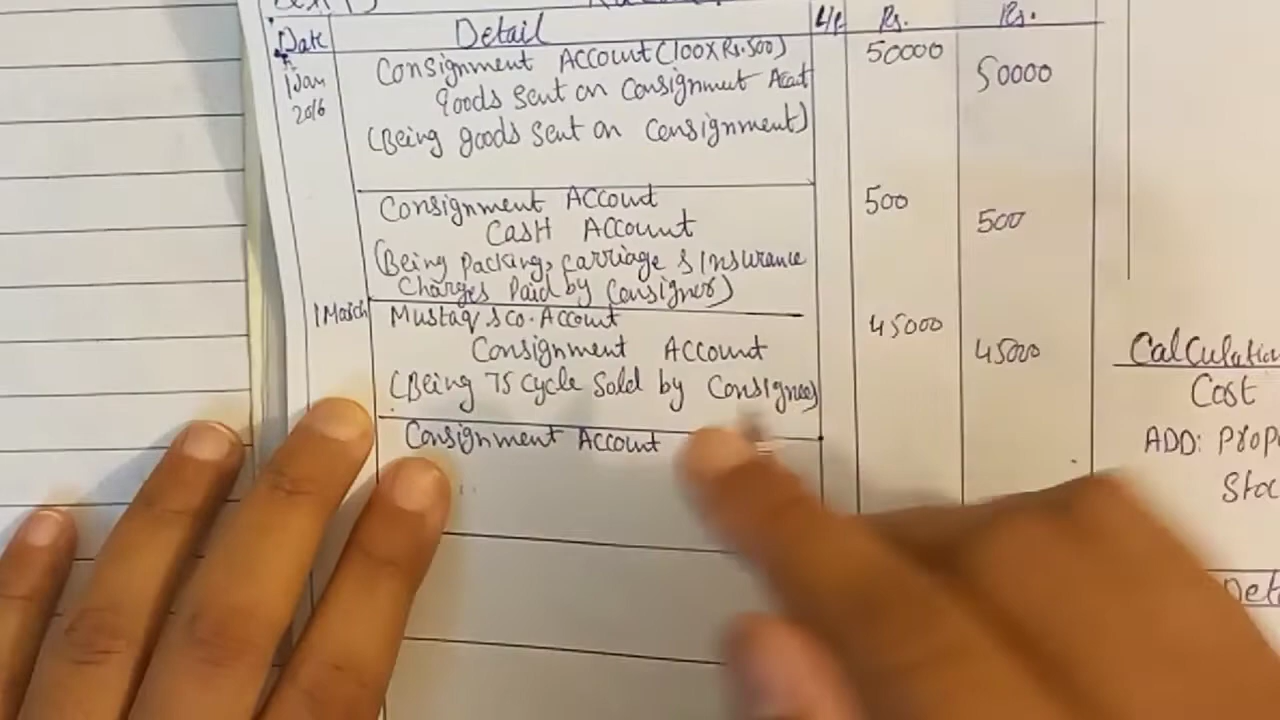 Date Detail L/F Rs. Rs.
1 Jan Consignment Account (100 x Rs.500) 50000
2016 goods sent on Consignment Acct 50000
(Being goods sent on Consignment)
Consignment Account 500
Cash Account 500
(Being Packing, carriage & Insurance
Charges Paid by Consigner)
1 March Mustaq & co. Account 45000
Consignment Account 45000
(Being 75 Cycle Sold by Consignee)
Consignment Account
Calculation
Cost
ADD: Prop
Stoc
Det